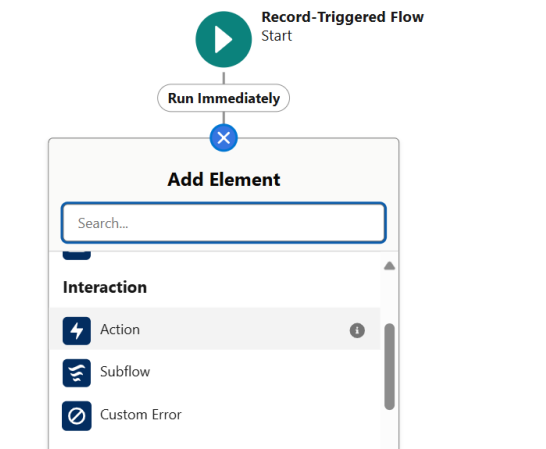 Record-Triggered Flow
Start
Run Immediately
Add Element
Search...
Interaction
Action
Subflow
Custom Error